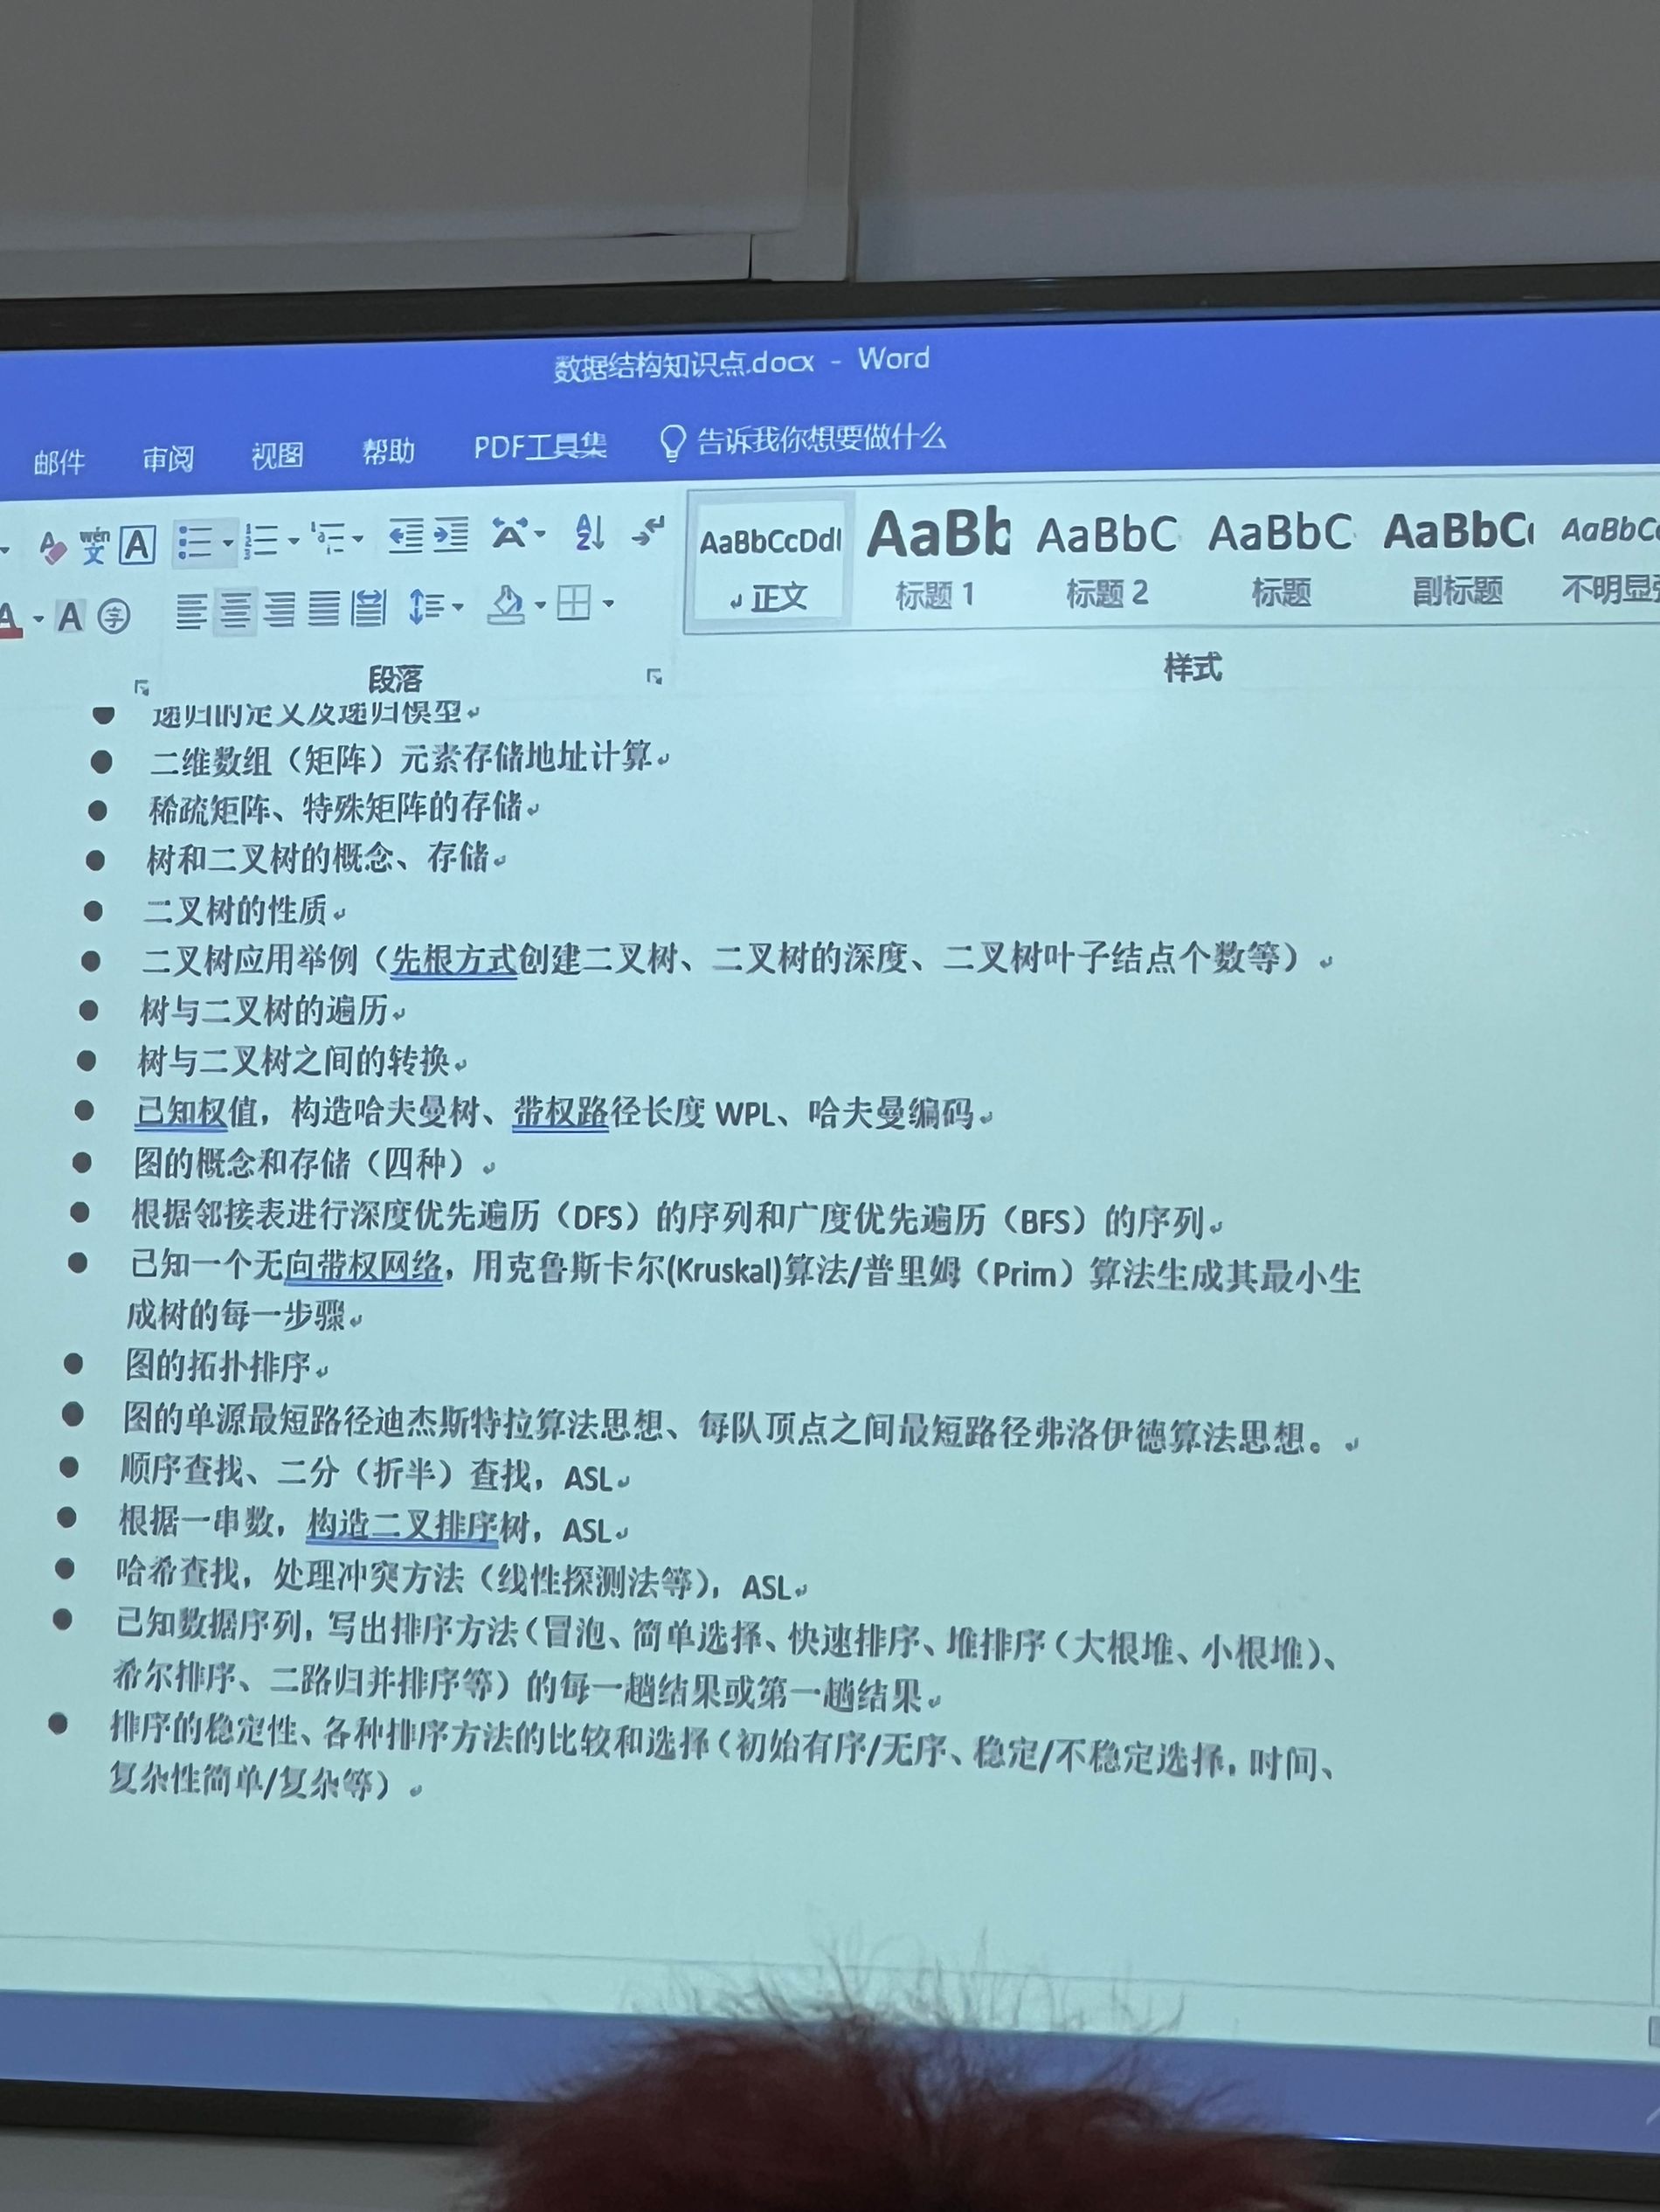 数据结构知识点.docx - Word
邮件 审阅 视图 帮助 PDF工具集 告诉我你想要做什么
wén 文 A
AaBbCcDdI AaBb AaBbC AaBbC AaBbC AaBbCc
A A 字
正文 标题 1 标题 2 标题 副标题 不明显强
段落 样式
递归的定义及递归模型
二维数组（矩阵）元素存储地址计算
稀疏矩阵、特殊矩阵的存储
树和二叉树的概念、存储
二叉树的性质
二叉树应用举例（先根方式创建二叉树、二叉树的深度、二叉树叶子结点个数等）
树与二叉树的遍历
树与二叉树之间的转换
已知权值，构造哈夫曼树、带权路径长度 WPL、哈夫曼编码
图的概念和存储（四种）
根据邻接表进行深度优先遍历（DFS）的序列和广度优先遍历（BFS）的序列
已知一个无向带权网络，用克鲁斯卡尔(Kruskal)算法/普里姆（Prim）算法生成其最小生
成树的每一步骤
图的拓扑排序
图的单源最短路径迪杰斯特拉算法思想、每队顶点之间最短路径弗洛伊德算法思想。
顺序查找、二分（折半）查找，ASL
根据一串数，构造二叉排序树，ASL
哈希查找，处理冲突方法（线性探测法等），ASL
已知数据序列，写出排序方法（冒泡、简单选择、快速排序、堆排序（大根堆、小根堆）、
希尔排序、二路归并排序等）的每一趟结果或第一趟结果
排序的稳定性、各种排序方法的比较和选择（初始有序/无序、稳定/不稳定选择，时间、
复杂性简单/复杂等）